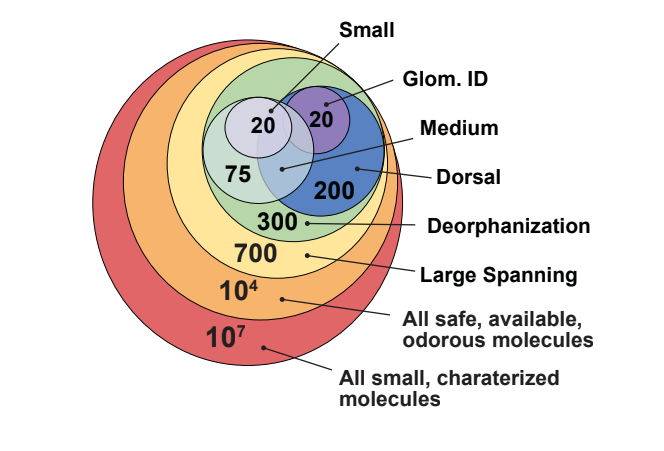 Small
Glom. ID
20
20
Medium
75
Dorsal
200
300
Deorphanization
700
Large Spanning
10⁴
All safe, available,
odorous molecules
10⁷
All small, charaterized
molecules